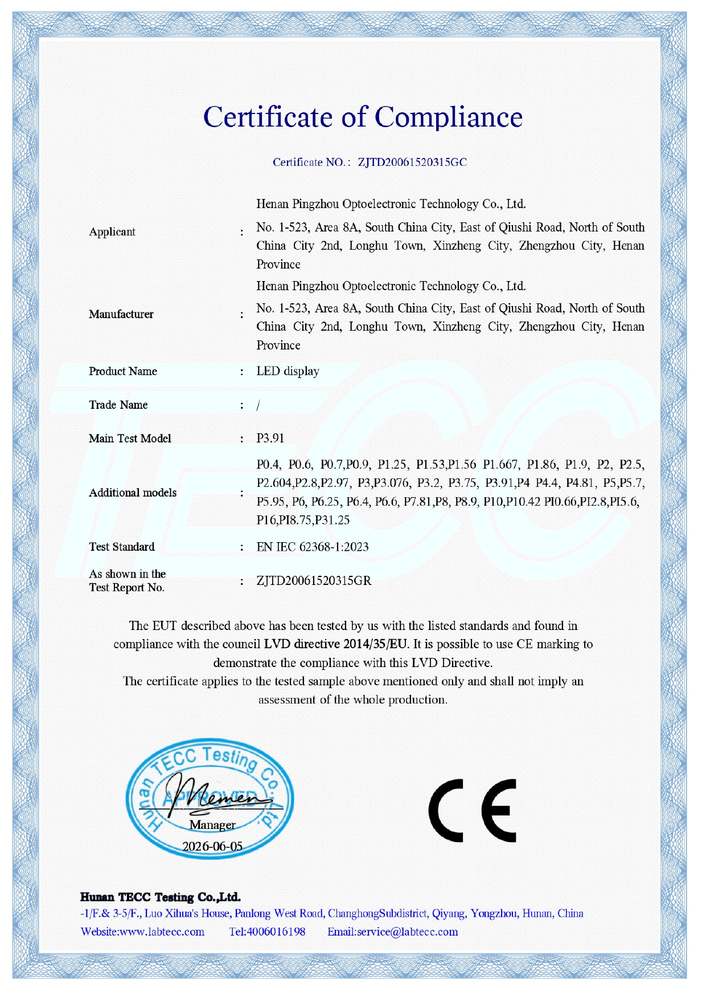 Certificate of Compliance
Certificate NO.: ZJTD20061520315GC
Applicant :
Henan Pingzhou Optoelectronic Technology Co., Ltd.
No. 1-523, Area 8A, South China City, East of Qiushi Road, North of South
China City 2nd, Longhu Town, Xinzheng City, Zhengzhou City, Henan
Province
Manufacturer :
Henan Pingzhou Optoelectronic Technology Co., Ltd.
No. 1-523, Area 8A, South China City, East of Qiushi Road, North of South
China City 2nd, Longhu Town, Xinzheng City, Zhengzhou City, Henan
Province
Product Name : LED display
Trade Name : /
Main Test Model : P3.91
Additional models :
P0.4, P0.6, P0.7,P0.9, P1.25, P1.53,P1.56 P1.667, P1.86, P1.9, P2, P2.5,
P2.604,P2.8,P2.97, P3,P3.076, P3.2, P3.75, P3.91,P4 P4.4, P4.81, P5,P5.7,
P5.95, P6, P6.25, P6.4, P6.6, P7.81,P8, P8.9, P10,P10.42 PI0.66,PI2.8,PI5.6,
P16,PI8.75,P31.25
Test Standard : EN IEC 62368-1:2023
As shown in the
Test Report No. : ZJTD20061520315GR
TECC
The EUT described above has been tested by us with the listed standards and found in
compliance with the council LVD directive 2014/35/EU. It is possible to use CE marking to
demonstrate the compliance with this LVD Directive.
The certificate applies to the tested sample above mentioned only and shall not imply an
assessment of the whole production.
Hunan TECC Testing Co., Ltd.
APPROVED
Memen
Manager
2026-06-05
CE
Hunan TECC Testing Co.,Ltd.
-1/F.& 3-5/F., Luo Xihua's House, Panlong West Road, ChanghongSubdistrict, Qiyang, Yongzhou, Hunan, China
Website:www.labtecc.com Tel:4006016198 Email:service@labtecc.com